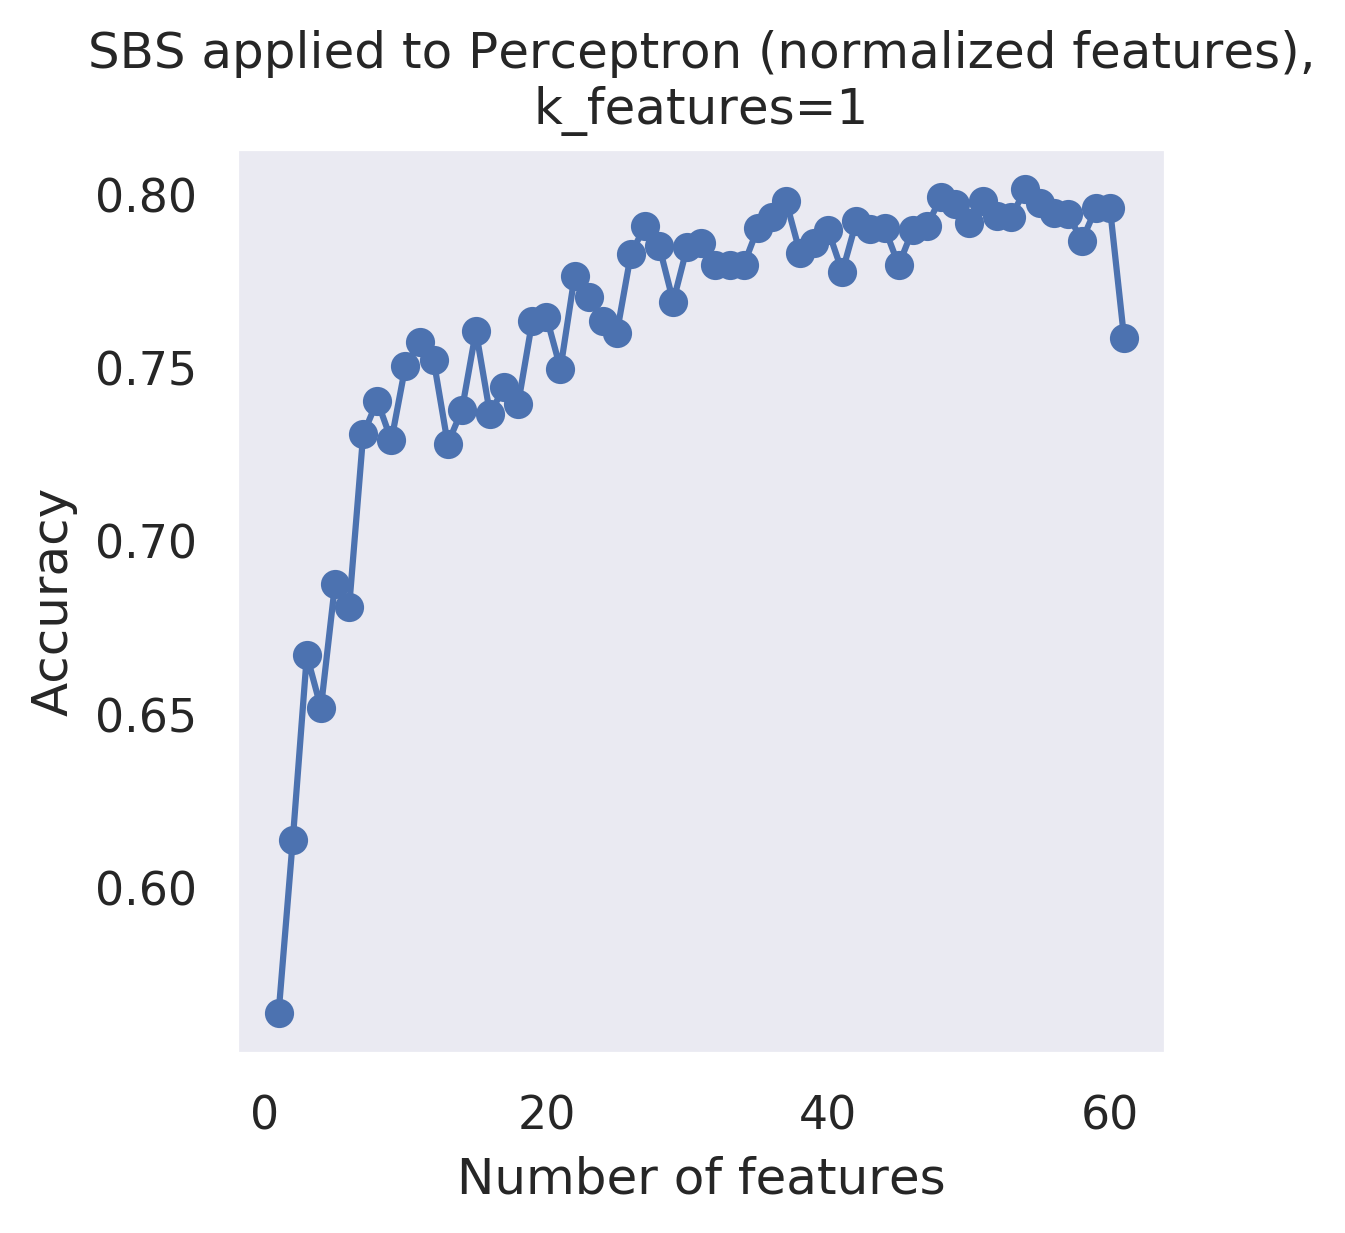 SBS applied to Perceptron (normalized features),
k_features=1
0.80
0.75
0.70
0.65
0.60
Accuracy
0 20 40 60
Number of features